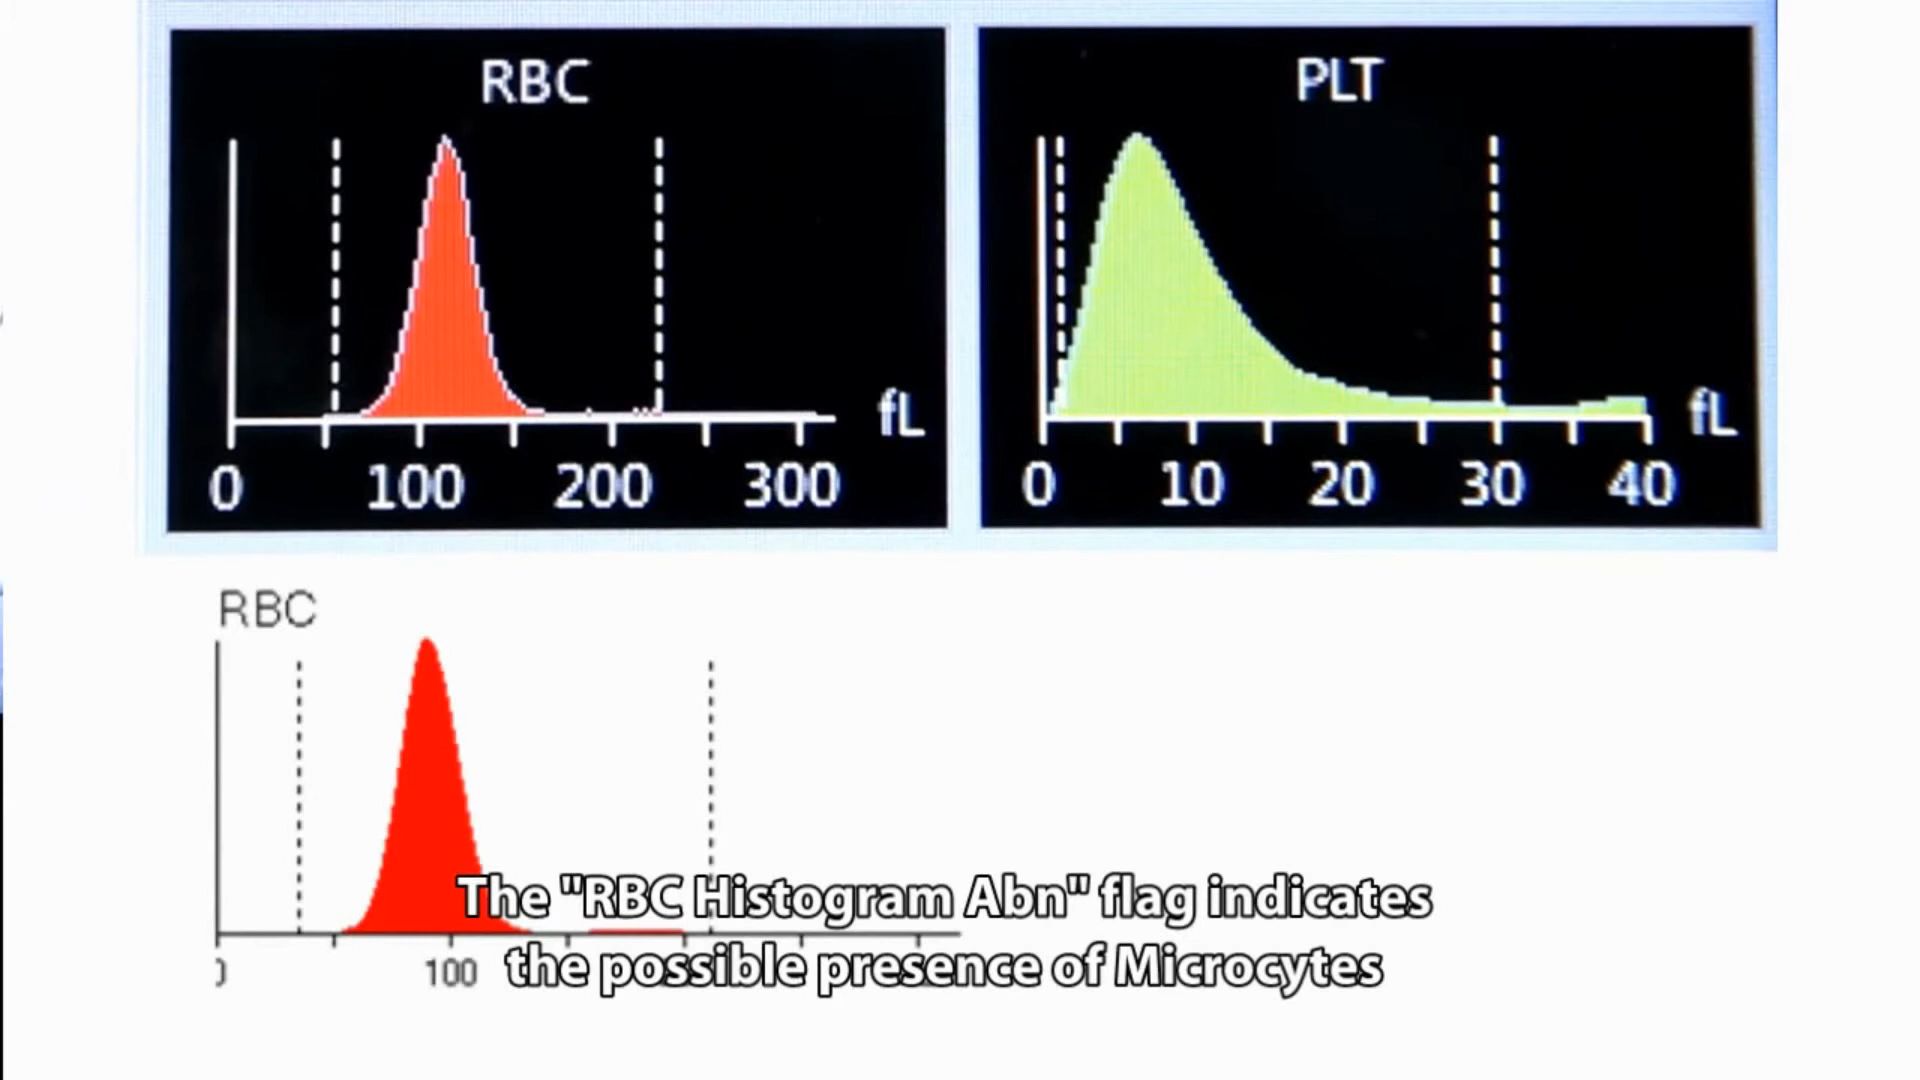 RBC
PLT
fL
0 100 200 300
fL
0 10 20 30 40
RBC
100
The "RBC Histogram Abn" flag indicates
the possible presence of Microcytes